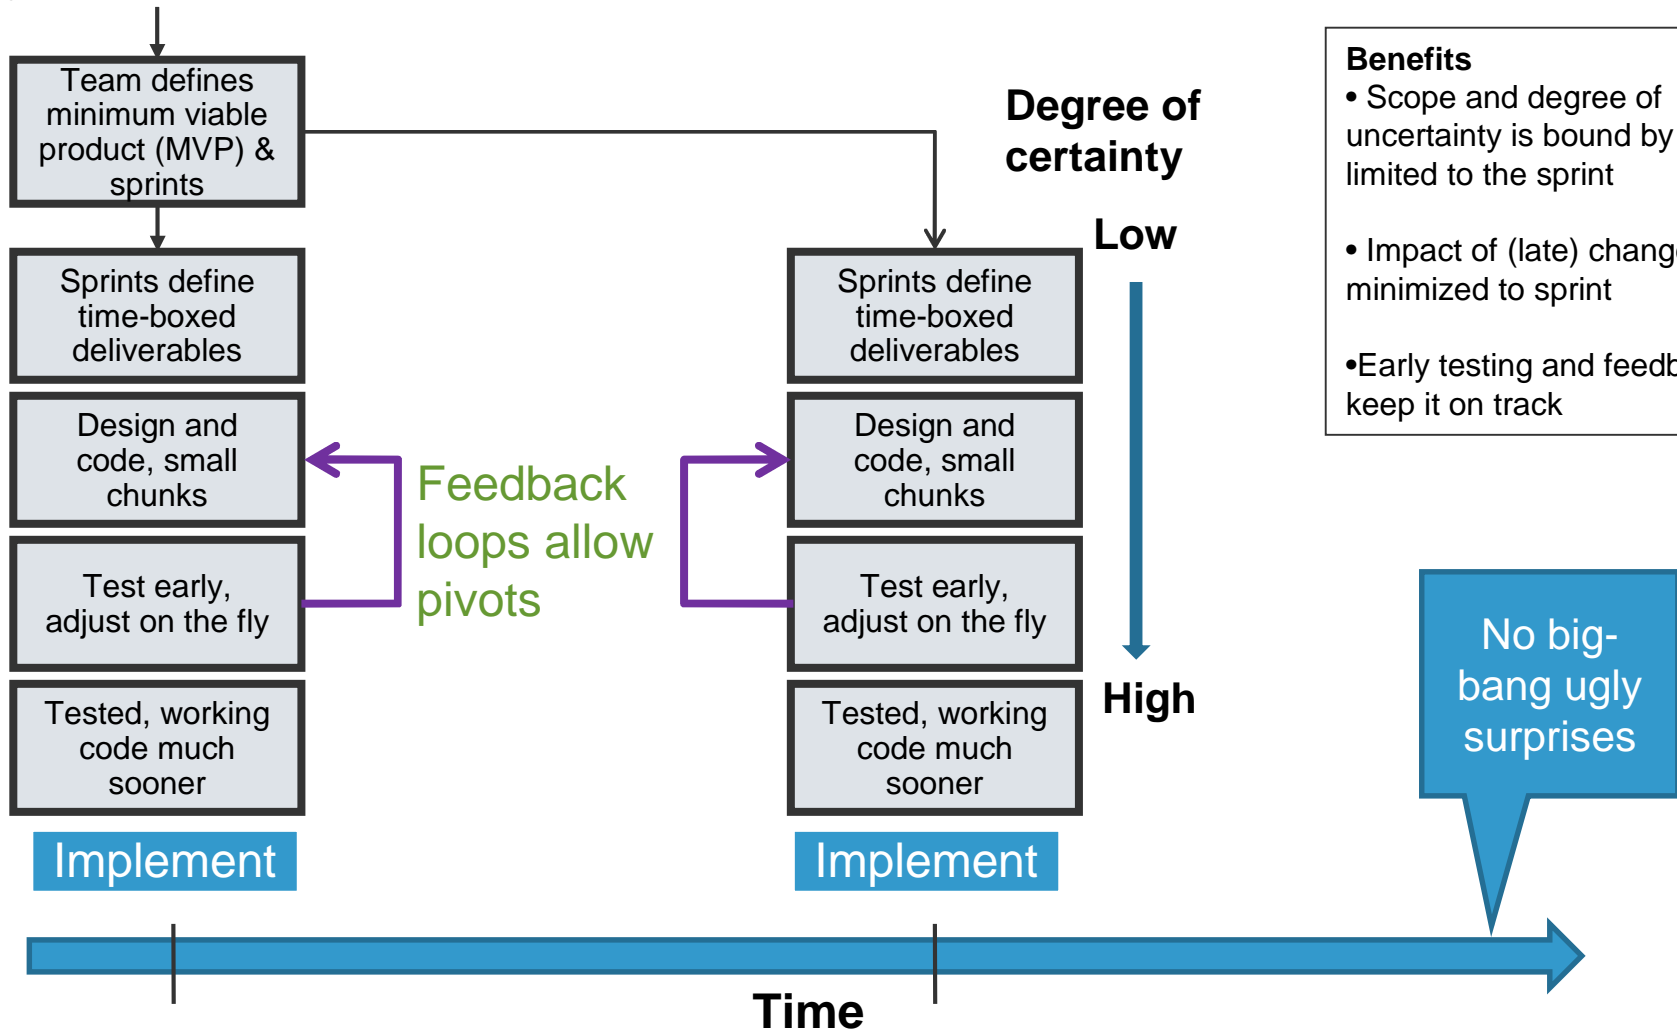 Team defines
minimum viable
product (MVP) &
sprints
Sprints define
time-boxed
deliverables
Design and
code, small
chunks
Test early,
adjust on the fly
Tested, working
code much
sooner
Implement
Feedback
loops allow
pivots
Sprints define
time-boxed
deliverables
Design and
code, small
chunks
Test early,
adjust on the fly
Tested, working
code much
sooner
Implement
Degree of
certainty
Low
High
Benefits
• Scope and degree of
uncertainty is bound by
limited to the sprint
• Impact of (late)
minimized to sprint
•Early testing and
keep it on track
No big-
bang ugly
surprises
Time